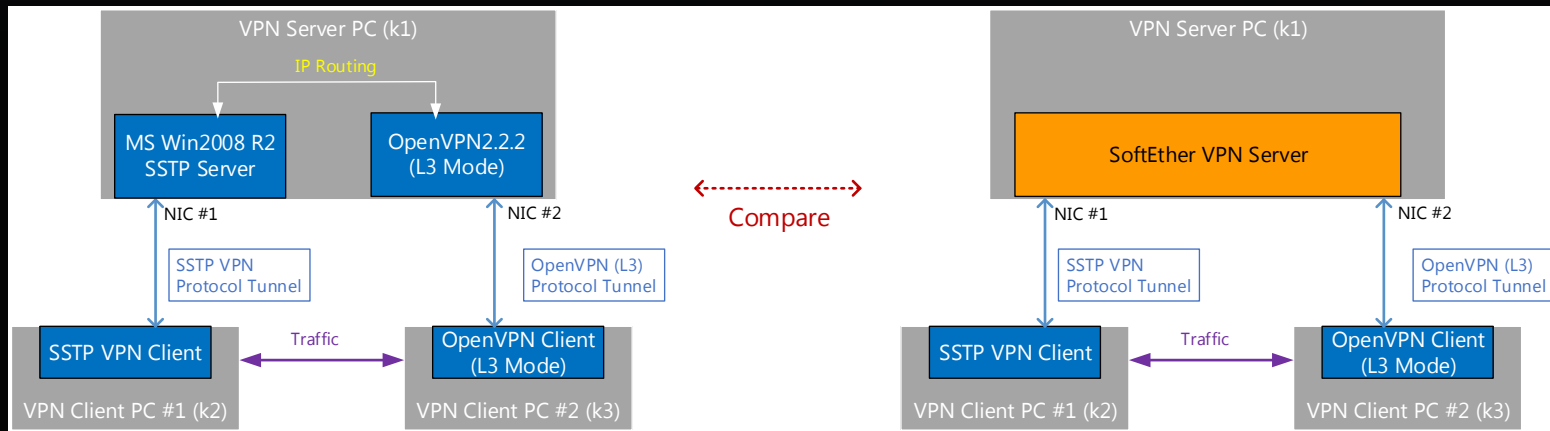 VPN Server PC (k1)
IP Routing
MS Win2008 R2
SSTP Server
OpenVPN2.2.2
(L3 Mode)
NIC #1
NIC #2
SSTP VPN
Protocol Tunnel
OpenVPN (L3)
Protocol Tunnel
SSTP VPN Client
Traffic
OpenVPN Client
(L3 Mode)
VPN Client PC #1 (k2)
VPN Client PC #2 (k3)
Compare
VPN Server PC (k1)
SoftEther VPN Server
NIC #1
NIC #2
SSTP VPN
Protocol Tunnel
OpenVPN (L3)
Protocol Tunnel
SSTP VPN Client
Traffic
OpenVPN Client
(L3 Mode)
VPN Client PC #1 (k2)
VPN Client PC #2 (k3)